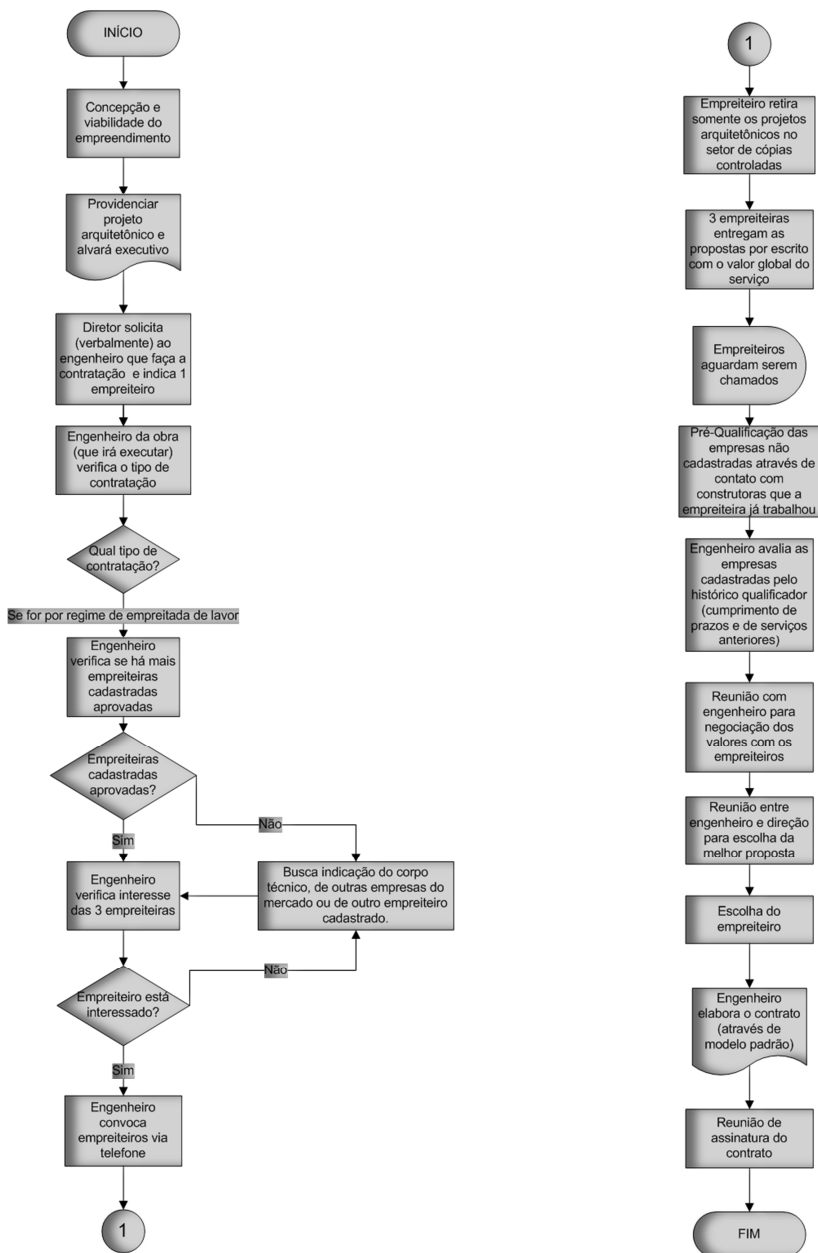 INÍCIO
Concepção e
viabilidade do
empreendimento
Providenciar
projeto
arquitetônico e
alvará executivo
Diretor solicita
(verbalmente) ao
engenheiro que faça a
contratação e indica 1
empreiteiro
Engenheiro da obra
(que irá executar)
verifica o tipo de
contratação
Qual tipo de
contratação?
Se for por regime de empreitada de lavor
Engenheiro
verifica se há mais
empreiteiras
cadastradas
aprovadas
Empreiteiras
cadastradas
aprovadas?
Não
Sim
Engenheiro
verifica interesse
das 3 empreiteiras
Busca indicação do corpo
técnico, de outras empresas do
mercado ou de outro empreiteiro
cadastrado.
Não
Empreiteiro está
interessado?
Sim
Engenheiro
convoca
empreiteiros via
telefone
1
1
Empreiteiro retira
somente os projetos
arquitetônicos no
setor de cópias
controladas
3 empreiteiras
entregam as
propostas por escrito
com o valor global do
serviço
Empreiteiros
aguardam serem
chamados
Pré-Qualificação das
empresas não
cadastradas através de
contato com
construtoras que a
empreiteira já trabalhou
Engenheiro avalia as
empresas
cadastradas pelo
histórico qualificador
(cumprimento de
prazos e de serviços
anteriores)
Reunião com
engenheiro para
negociação dos
valores com os
empreiteiros
Reunião entre
engenheiro e direção
para escolha da
melhor proposta
Escolha do
empreiteiro
Engenheiro
elabora o contrato
(através de
modelo padrão)
Reunião de
assinatura do
contrato
FIM